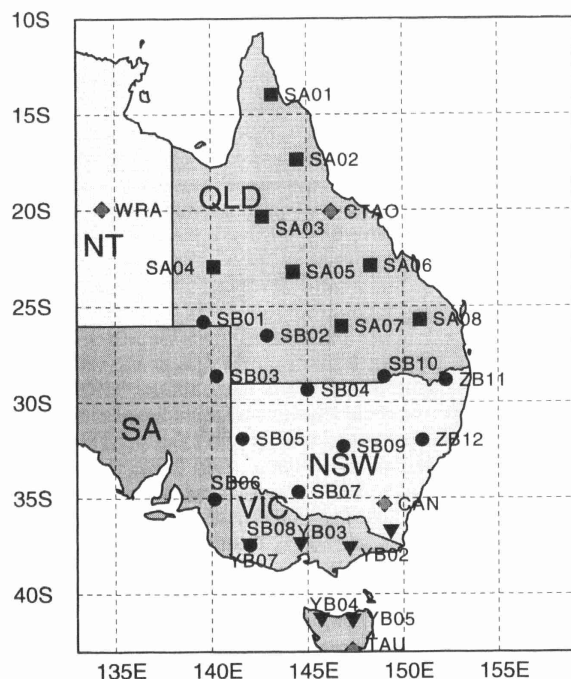 10S
SA01
15S
SA02
QLD
WRA
CTAO
20S
SA03
NT
SA04
SA05
SA06
25S
SB01
SB02
SA07
SA08
SB10
SB03
SB04
ZB11
30S
SA
SB05
SB09
ZB12
NSW
SB06
SB07
35S
VIC
CAN
SB08
YB03
YB07
YB02
40S
YB04
YB05
TAU
135E 140E 145E 150E 155E